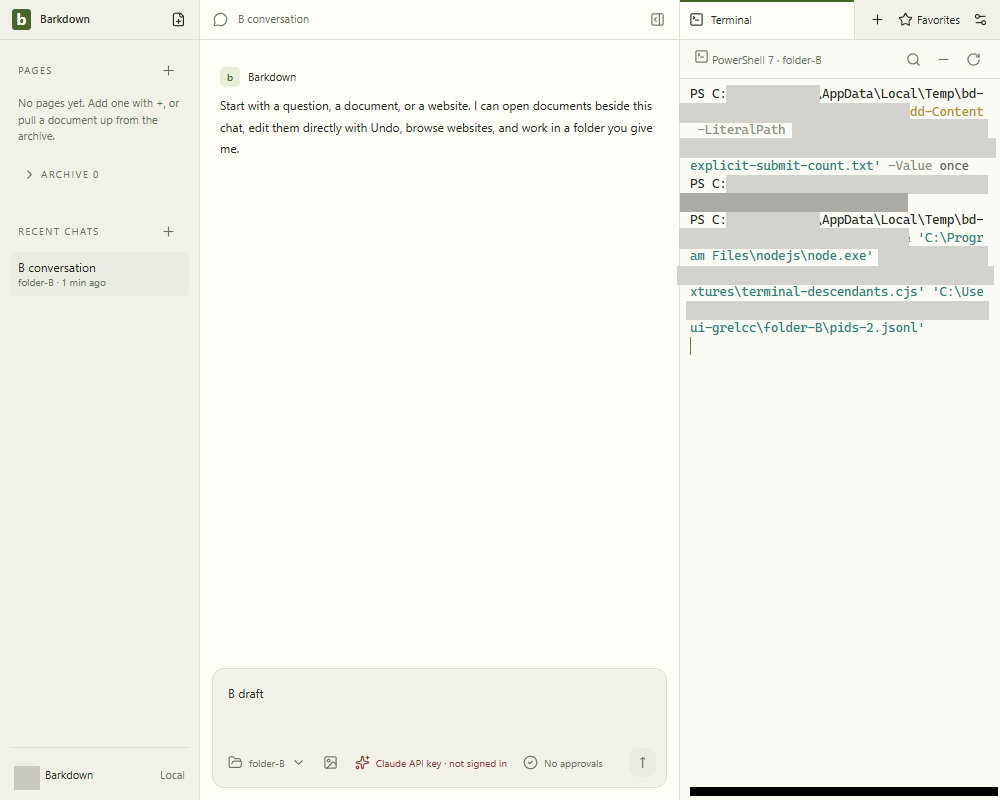 b Barkdown
PAGES
No pages yet. Add one with +, or
pull a document up from the
archive.
ARCHIVE 0
RECENT CHATS
B conversation
folder-B · 1 min ago
Barkdown
Local
B conversation
b Barkdown
Start with a question, a document, or a website. I can open documents beside this
chat, edit them directly with Undo, browse websites, and work in a folder you give
me.
B draft
folder-B
Claude API key · not signed in
No approvals
Terminal
Favorites
PowerShell 7 · folder-B
PS C: \AppData\Local\Temp\bd-
dd-Content
-LiteralPath
explicit-submit-count.txt' -Value once
PS C:
PS C: \AppData\Local\Temp\bd-
'C:\Progr
am Files\nodejs\node.exe'
xtures\terminal-descendants.cjs' 'C:\Use
ui-grelcc\folder-B\pids-2.jsonl'